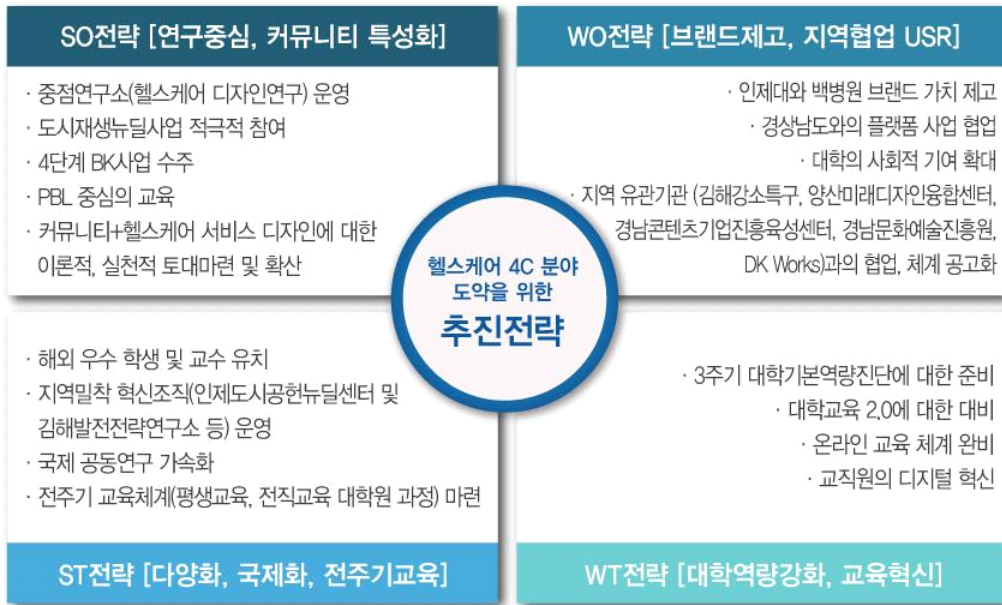 SO전략 [연구중심, 커뮤니티 특성화]
· 중점연구소(헬스케어 디자인연구) 운영
· 도시재생뉴딜사업 적극적 참여
· 4단계 BK사업 수주
· PBL 중심의 교육
· 커뮤니티+헬스케어 서비스 디자인에 대한
이론적, 실천적 토대마련 및 확산
WO전략 [브랜드제고, 지역협업 USR]
· 인제대와 백병원 브랜드 가치 제고
· 경상남도와의 플랫폼 사업 협업
· 대학의 사회적 기여 확대
· 지역 유관기관 (김해강소특구, 양산미래디자인융합센터,
경남콘텐츠기업진흥육성센터, 경남문화예술진흥원,
DK Works)과의 협업, 체계 공고화
헬스케어 4C 분야
도약을 위한
추진전략
· 해외 우수 학생 및 교수 유치
· 지역밀착 혁신조직(인제도시공헌뉴딜센터 및
김해발전전략연구소 등) 운영
· 국제 공동연구 가속화
· 전주기 교육체계(평생교육, 전직교육 대학원 과정) 마련
ST전략 [다양화, 국제화, 전주기교육]
· 3주기 대학기본역량진단에 대한 준비
· 대학교육 2.0에 대한 대비
· 온라인 교육 체계 완비
· 교직원의 디지털 혁신
WT전략 [대학역량강화, 교육혁신]